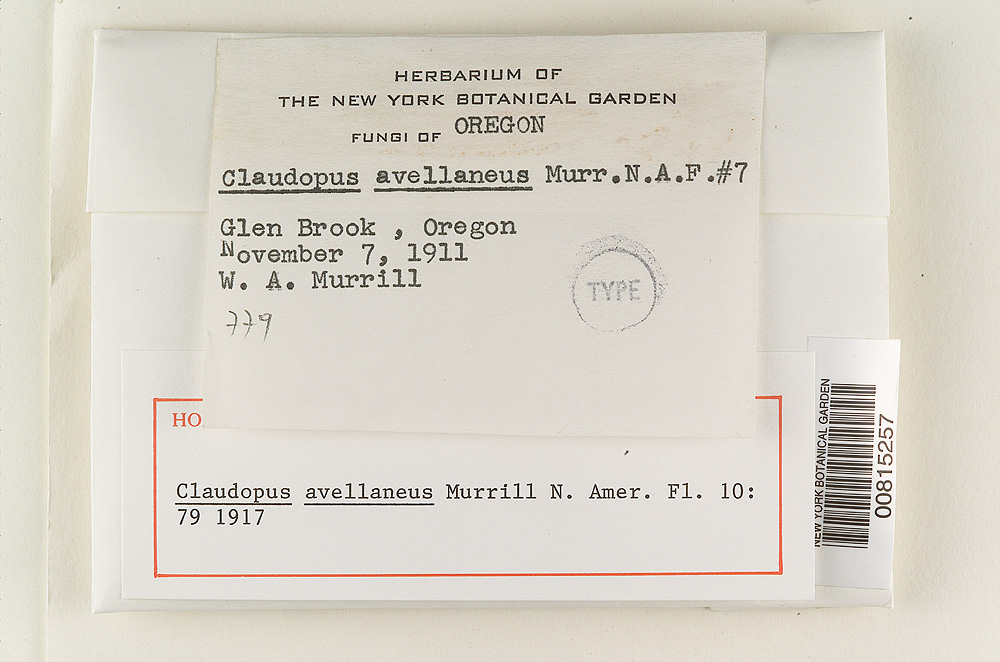 HERBARIUM OF
THE NEW YORK BOTANICAL GARDEN
FUNGI OF OREGON
Claudopus avellaneus Murr.N.A.F.#7
Glen Brook , Oregon
November 7, 1911
W. A. Murrill
779
TYPE
HO
Claudopus avellaneus Murrill N. Amer. Fl. 10:
79 1917
NEW YORK BOTANICAL GARDEN
00815257